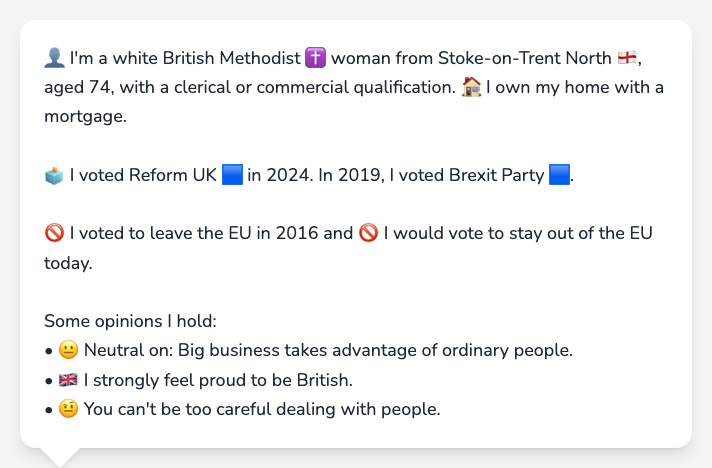 👤 I'm a white British Methodist ✝️ woman from Stoke-on-Trent North 🏴󠁧󠁢󠁥󠁮󠁧󠁿,
aged 74, with a clerical or commercial qualification. 🏠 I own my home with a
mortgage.
🗳️ I voted Reform UK 🟦 in 2024. In 2019, I voted Brexit Party 🟦.
🚫 I voted to leave the EU in 2016 and 🚫 I would vote to stay out of the EU
today.
Some opinions I hold:
• 😐 Neutral on: Big business takes advantage of ordinary people.
• 🇬🇧 I strongly feel proud to be British.
• 🤨 You can't be too careful dealing with people.